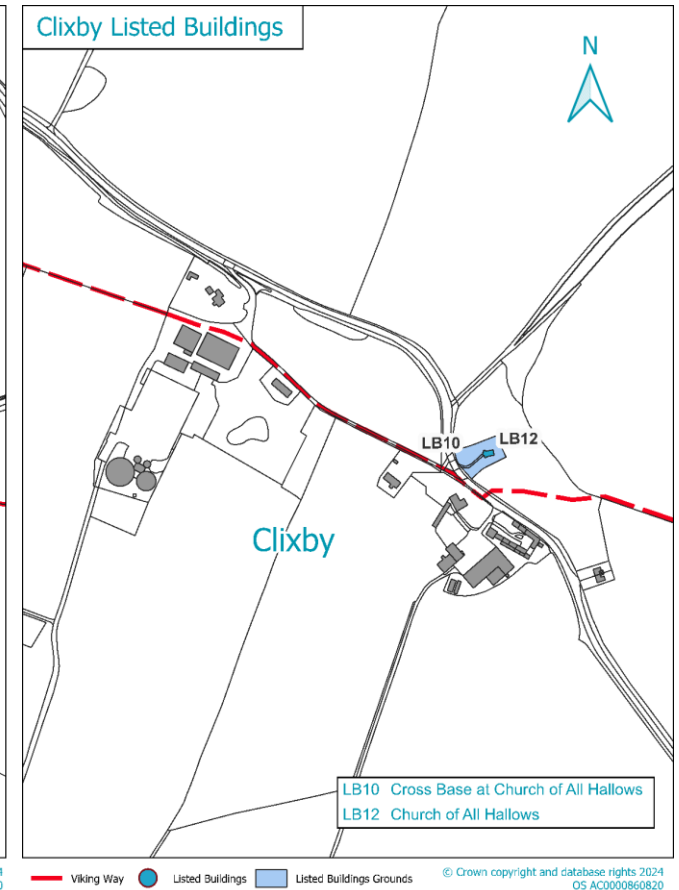 Clixby Listed Buildings
N
LB10
LB12
Clixby
LB10 Cross Base at Church of All Hallows
LB12 Church of All Hallows
Viking Way
Listed Buildings
Listed Buildings Grounds
© Crown copyright and database rights 2024
OS AC0000860820